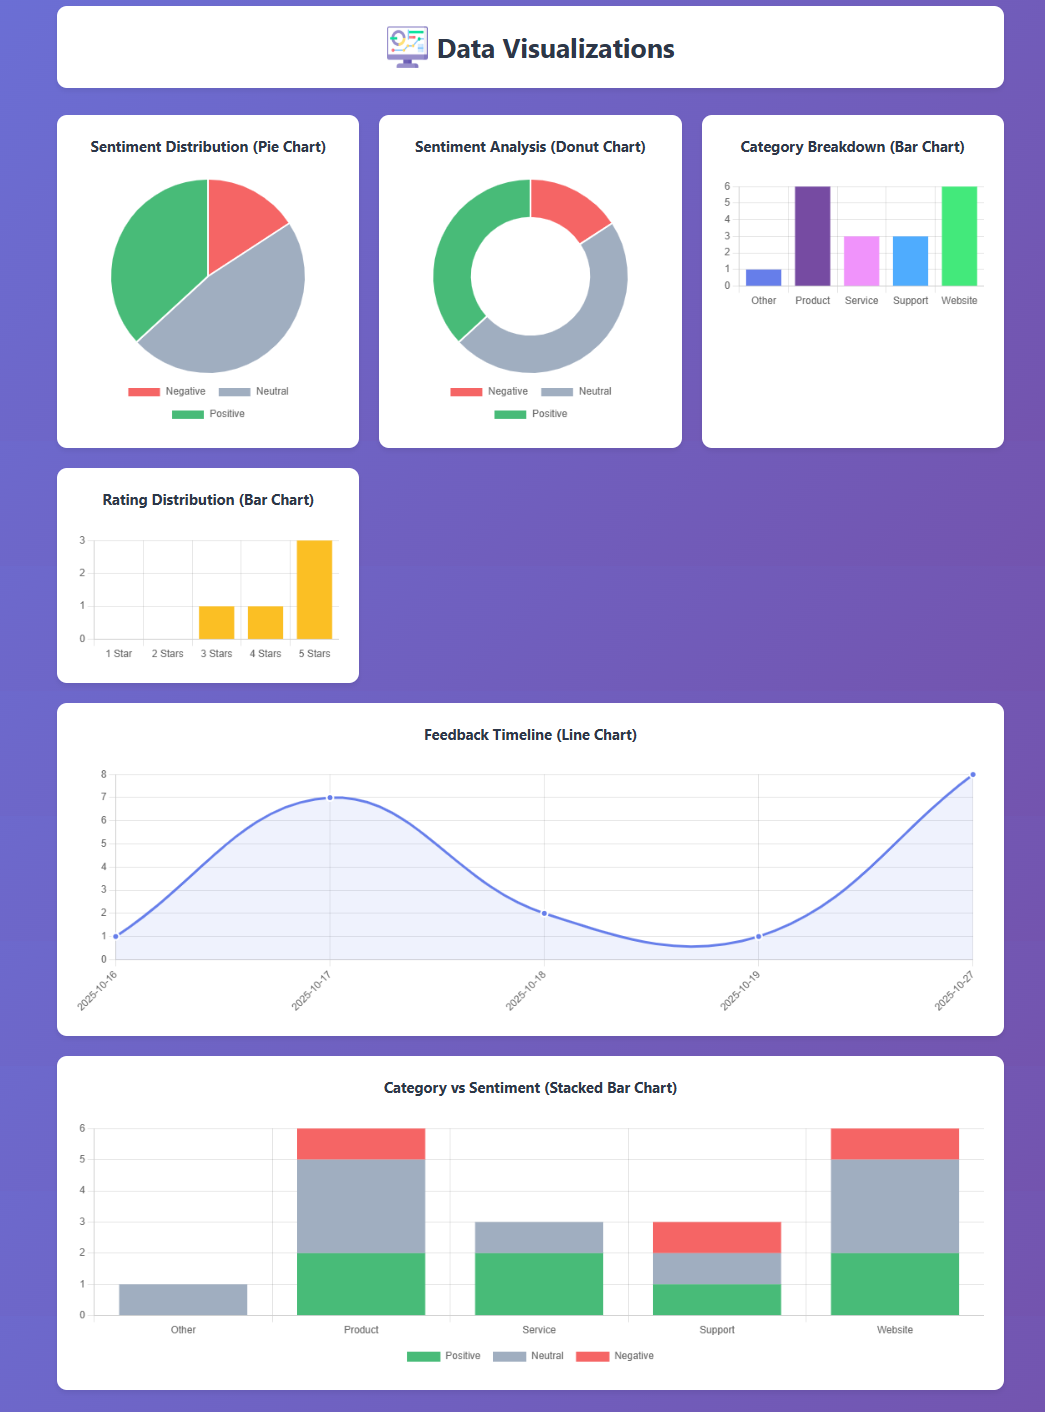 Data Visualizations
Sentiment Distribution (Pie Chart)
Negative Neutral
Positive
Sentiment Analysis (Donut Chart)
Negative Neutral
Positive
Category Breakdown (Bar Chart)
6
5
4
3
2
1
0
Other Product Service Support Website
Rating Distribution (Bar Chart)
3
2
1
0
1 Star 2 Stars 3 Stars 4 Stars 5 Stars
Feedback Timeline (Line Chart)
8
7
6
5
4
3
2
1
0
2025-10-16 2025-10-17 2025-10-18 2025-10-19 2025-10-27
Category vs Sentiment (Stacked Bar Chart)
6
5
4
3
2
1
0
Other Product Service Support Website
Positive Neutral Negative